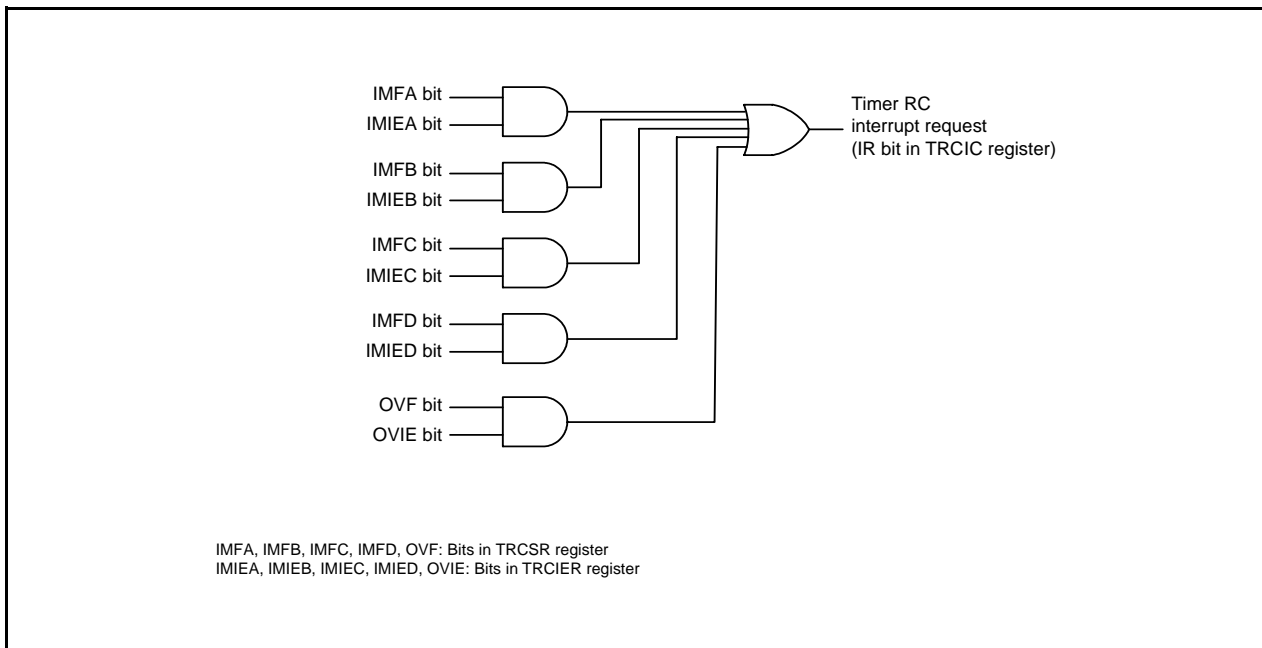 IMFA bit
IMIEA bit
IMFB bit
IMIEB bit
IMFC bit
IMIEC bit
IMFD bit
IMIED bit
OVF bit
OVIE bit
Timer RC
interrupt request
(IR bit in TRCIC register)
IMFA, IMFB, IMFC, IMFD, OVF: Bits in TRCSR register
IMIEA, IMIEB, IMIEC, IMIED, OVIE: Bits in TRCIER register